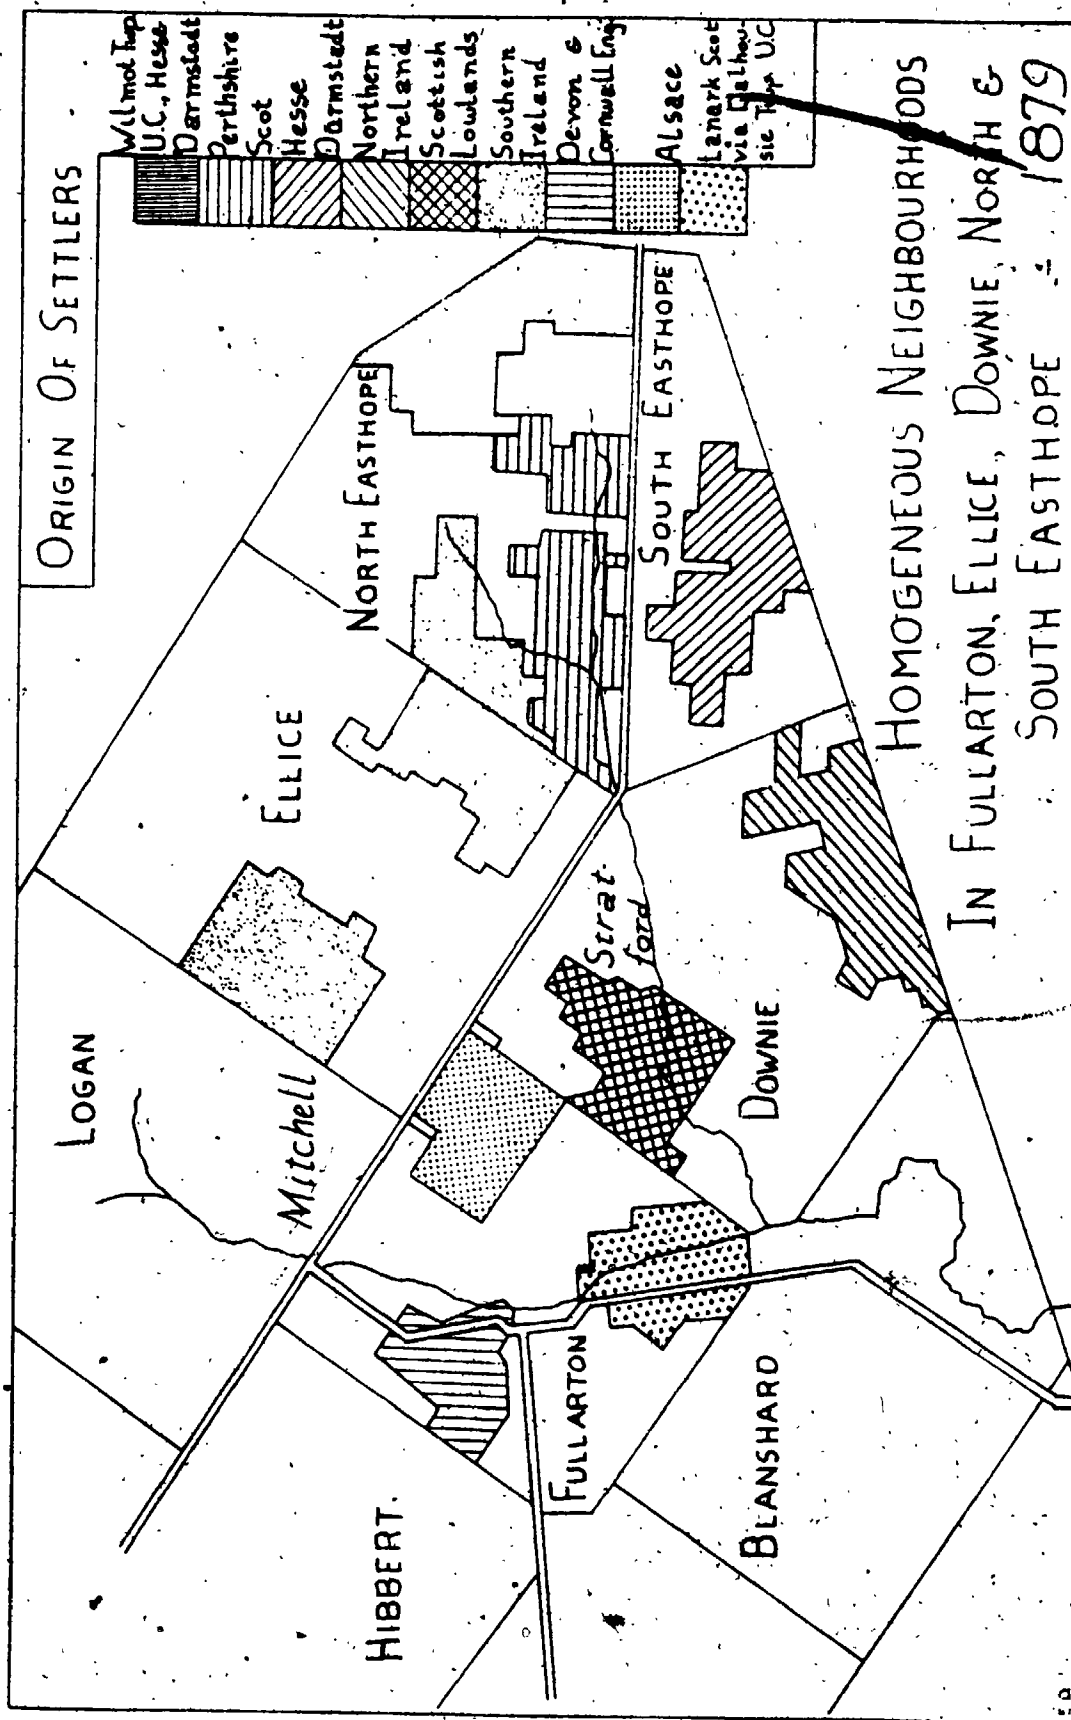 ORIGIN OF SETTLERS
Wilmot Twp
U.C., Hesse
Darmstadt
Perthshire
Scot
Hesse
Darmstadt
Northern
Ireland
Scottish
Lowlands
Southern
Ireland
Devon &
Cornwall Eng
Alsace
Lanark Scot
via Dalhou-
sie Twp U.C
LOGAN
ELLICE
NORTH EASTHOPE
Mitchell
SOUTH EASTHOPE
Strat-
ford
HIBBERT.
FULLARTON
DOWNIE
BLANSHARD
HOMOGENEOUS NEIGHBOURHOODS
IN FULLARTON, ELLICE, DOWNIE, NORTH &
SOUTH EASTHOPE - 1879